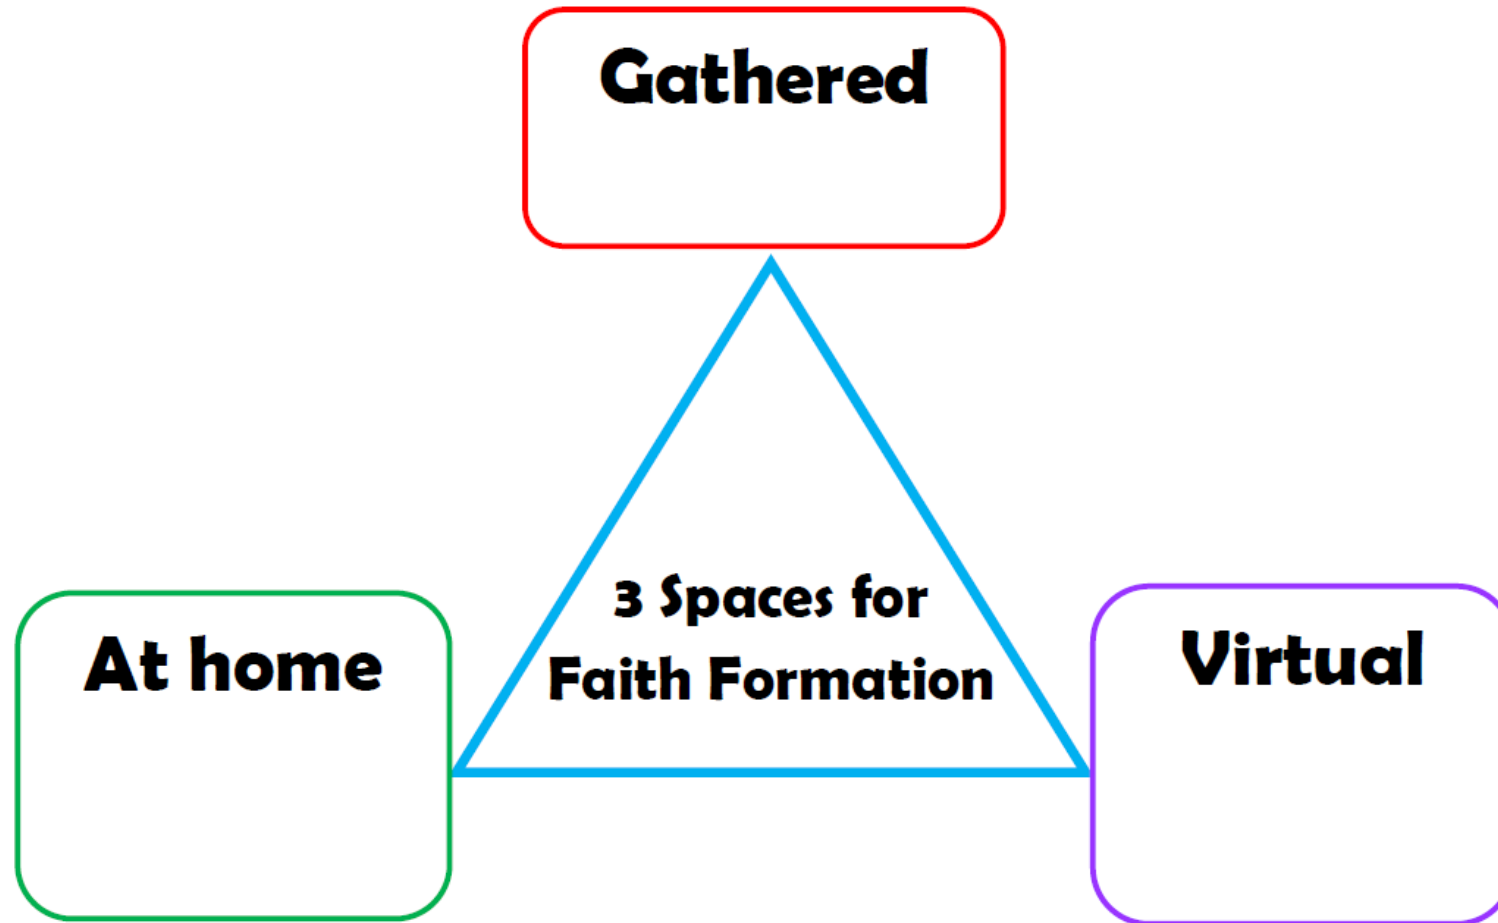 Gathered
3 Spaces for
Faith Formation
At home
Virtual